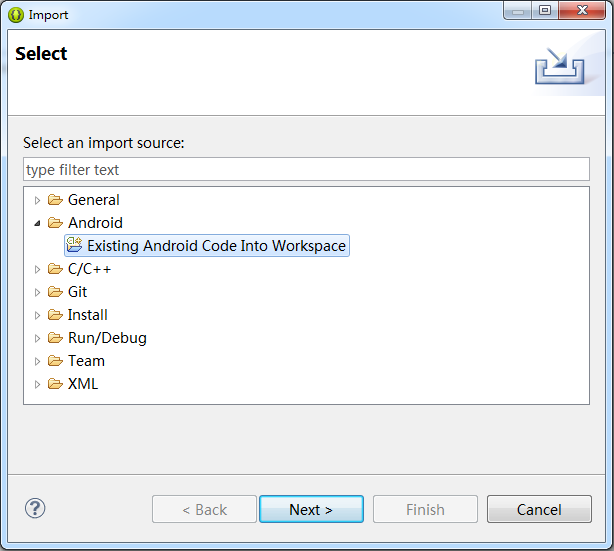 Import
Select
Select an import source:
type filter text
General
Android
Existing Android Code Into Workspace
C/C++
Git
Install
Run/Debug
Team
XML
? < Back Next > Finish Cancel